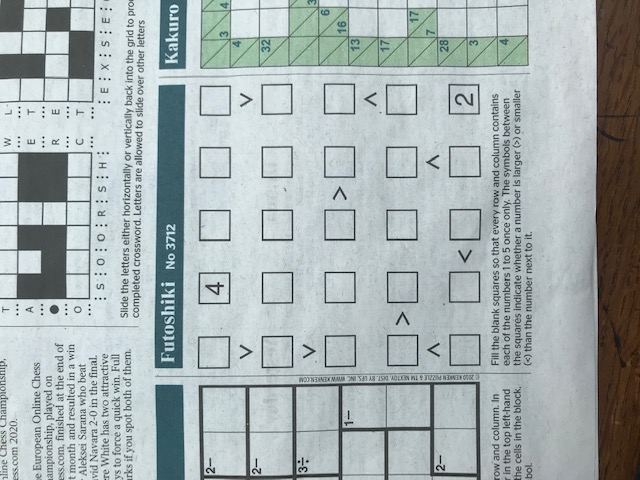 nline Chess Championship,
ess.com 2020.
e European Online Chess
ampionship, played on
ess.com, finished at the end of
t month and resulted in a win
Aleksei Sarana who beat
vid Navara 2-0 in the final.
ere White has two attractive
ys to force a quick win. Full
rks if you spot both of them.
T
A
O
W
E
R
C
L
T
E
T
S O O R S H
E X S E
Slide the letters either horizontally or vertically back into the grid to pro
completed crossword. Letters are allowed to slide over other letters
Futoshiki No 3712
Kakuro
2−
2−
3÷
1−
2−
© 2020 KENKEN PUZZLE & TM NEXTOY. DIST. BY UFS, INC. WWW.KENKEN.COM
4
∨ ∨
∨
>
∧
>
∧ ∧
< 2
3 4
4
32
3
6
16
13
17
17
7
28
3
4
row and column. In
r in the top left-hand
the cells in the block,
bol.
Fill the blank squares so that every row and column contains
each of the numbers 1 to 5 once only. The symbols between
the squares indicate whether a number is larger (>) or smaller
(<) than the number next to it.